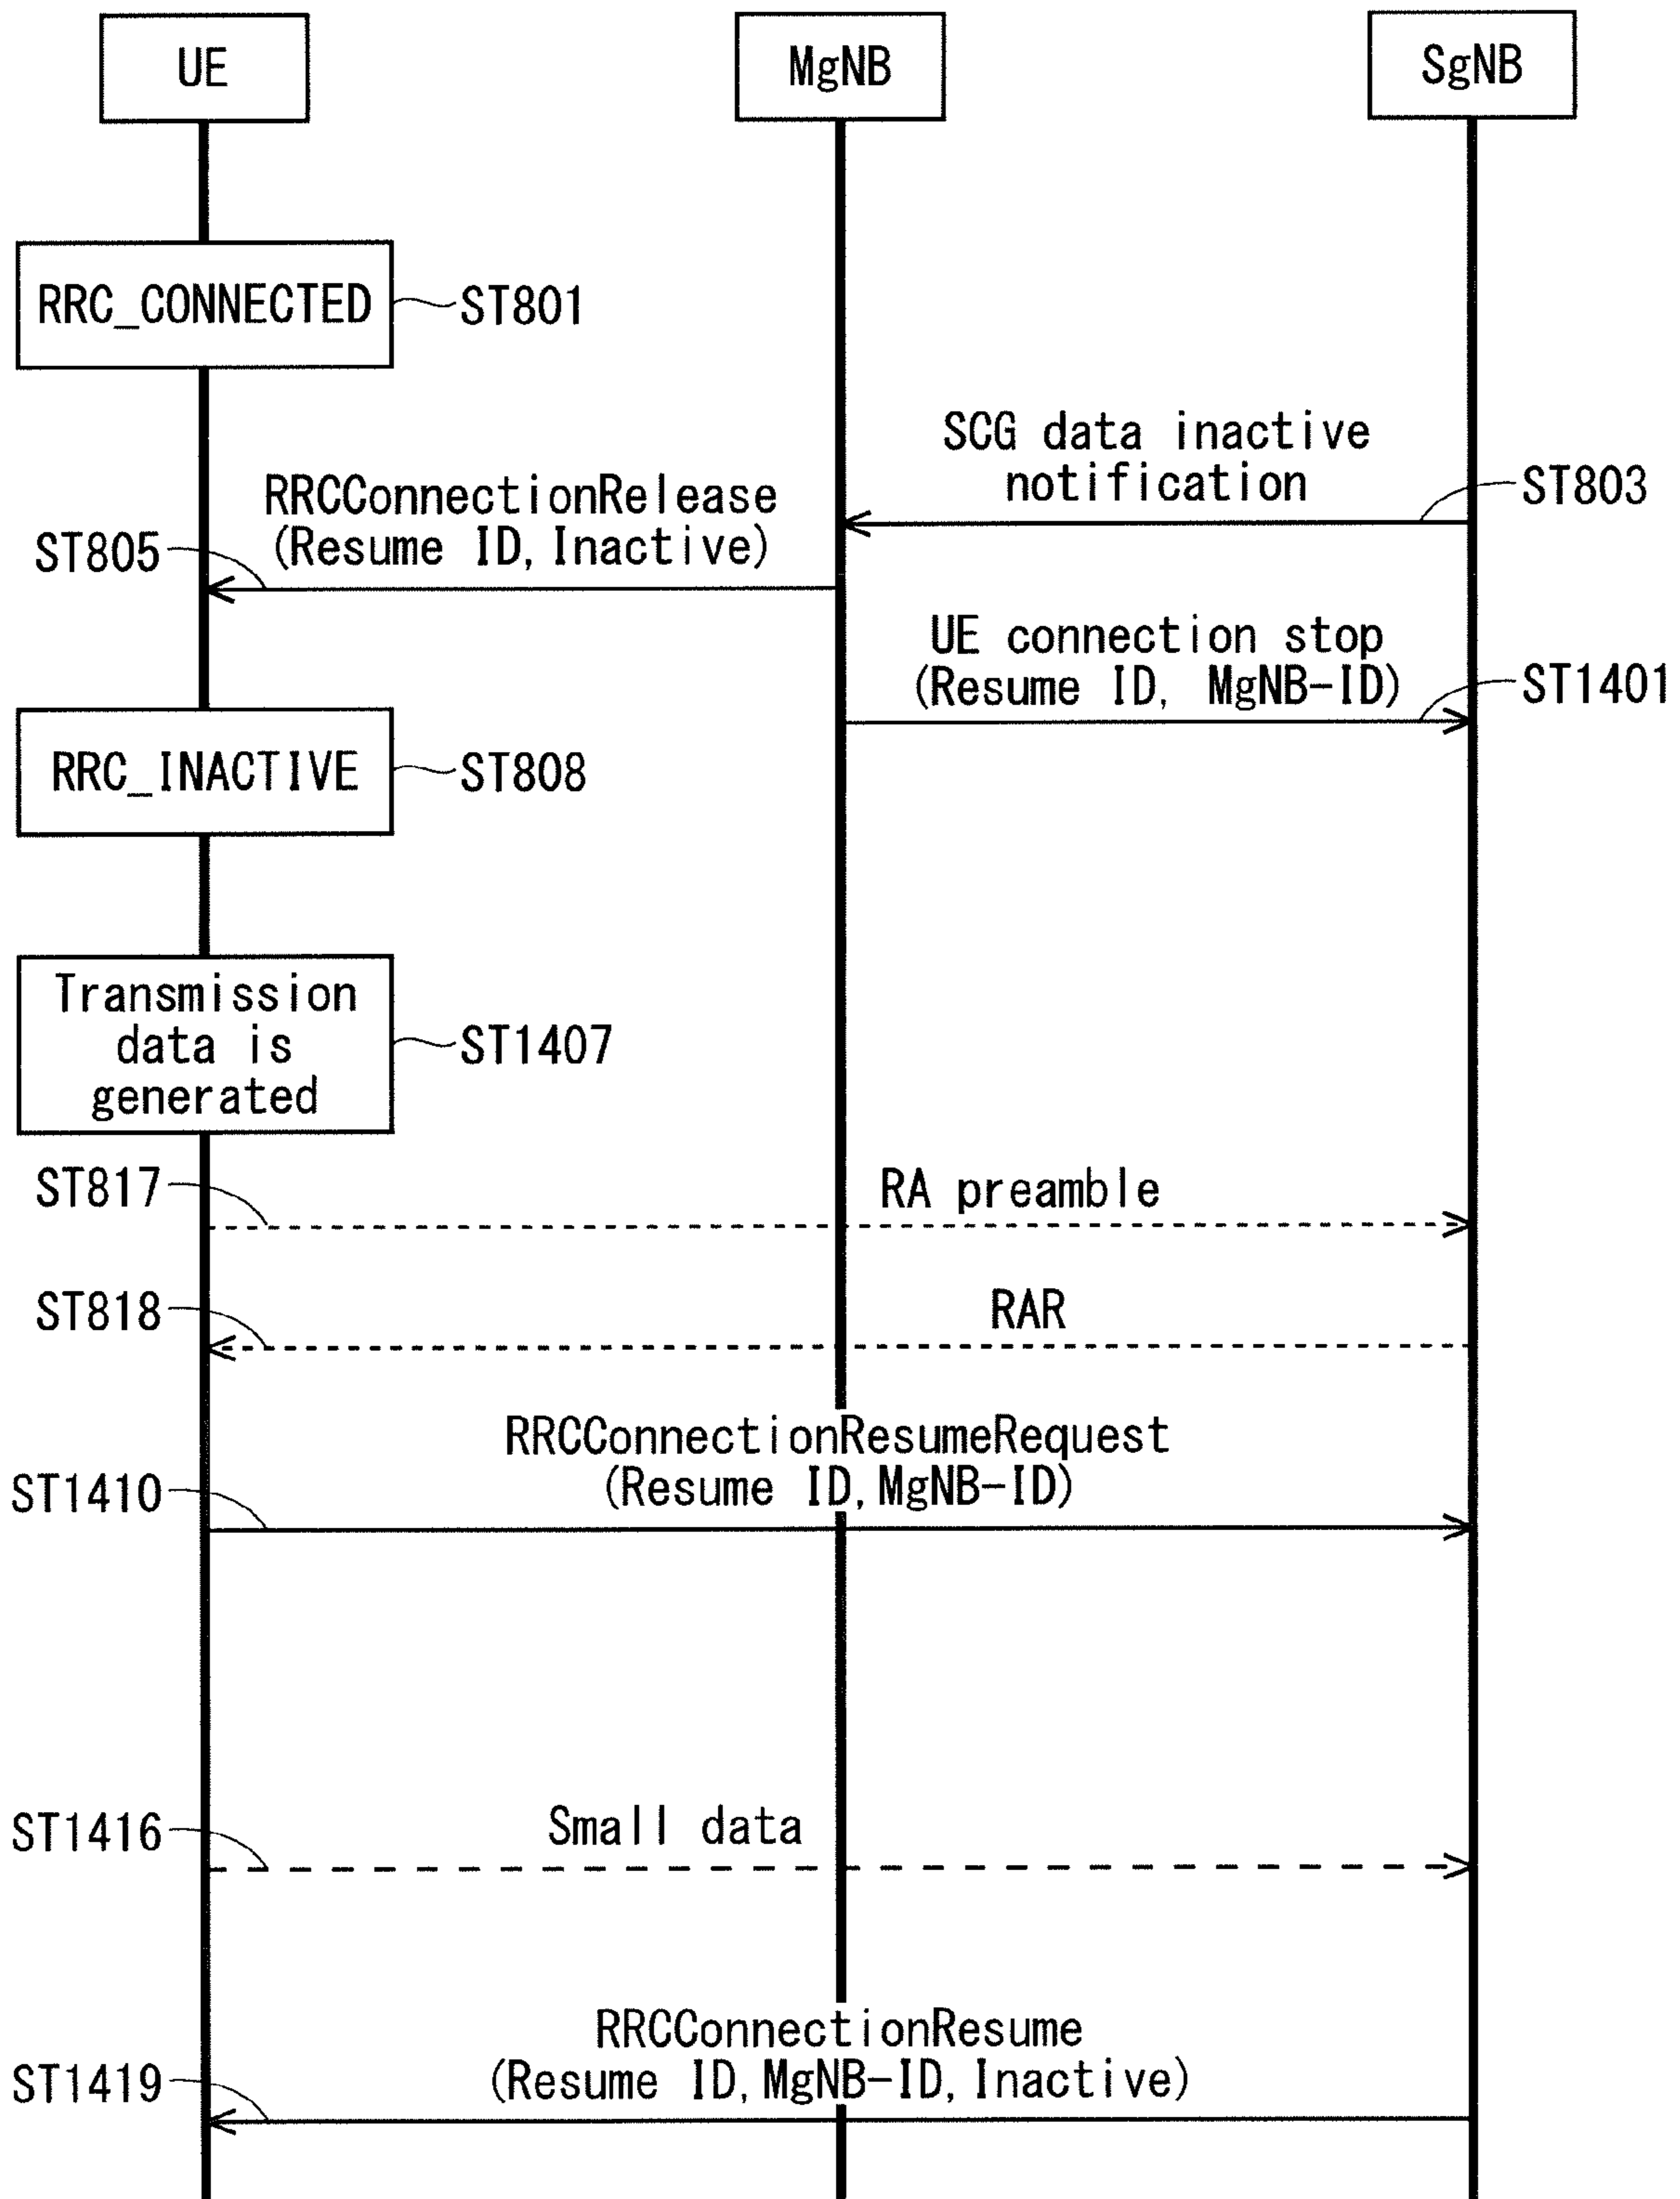 UE
MgNB
SgNB
RRC_CONNECTED
ST801
SCG data inactive
notification
ST803
RRCConnectionRelease
(Resume ID, Inactive)
ST805
UE connection stop
(Resume ID, MgNB-ID)
ST1401
RRC_INACTIVE
ST808
Transmission
data is
generated
ST1407
ST817
RA preamble
ST818
RAR
RRCConnectionResumeRequest
(Resume ID, MgNB-ID)
ST1410
Small data
ST1416
RRCConnectionResume
(Resume ID, MgNB-ID, Inactive)
ST1419